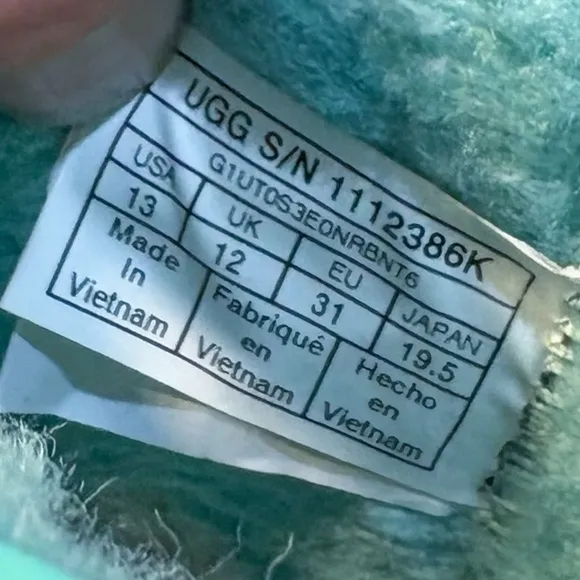 UGG S/N 1112386K
G1UT0S3EONRBNT6
USA UK EU JAPAN
13 12 31 19.5
Made In Vietnam
Fabriqué en Vietnam
Hecho en Vietnam